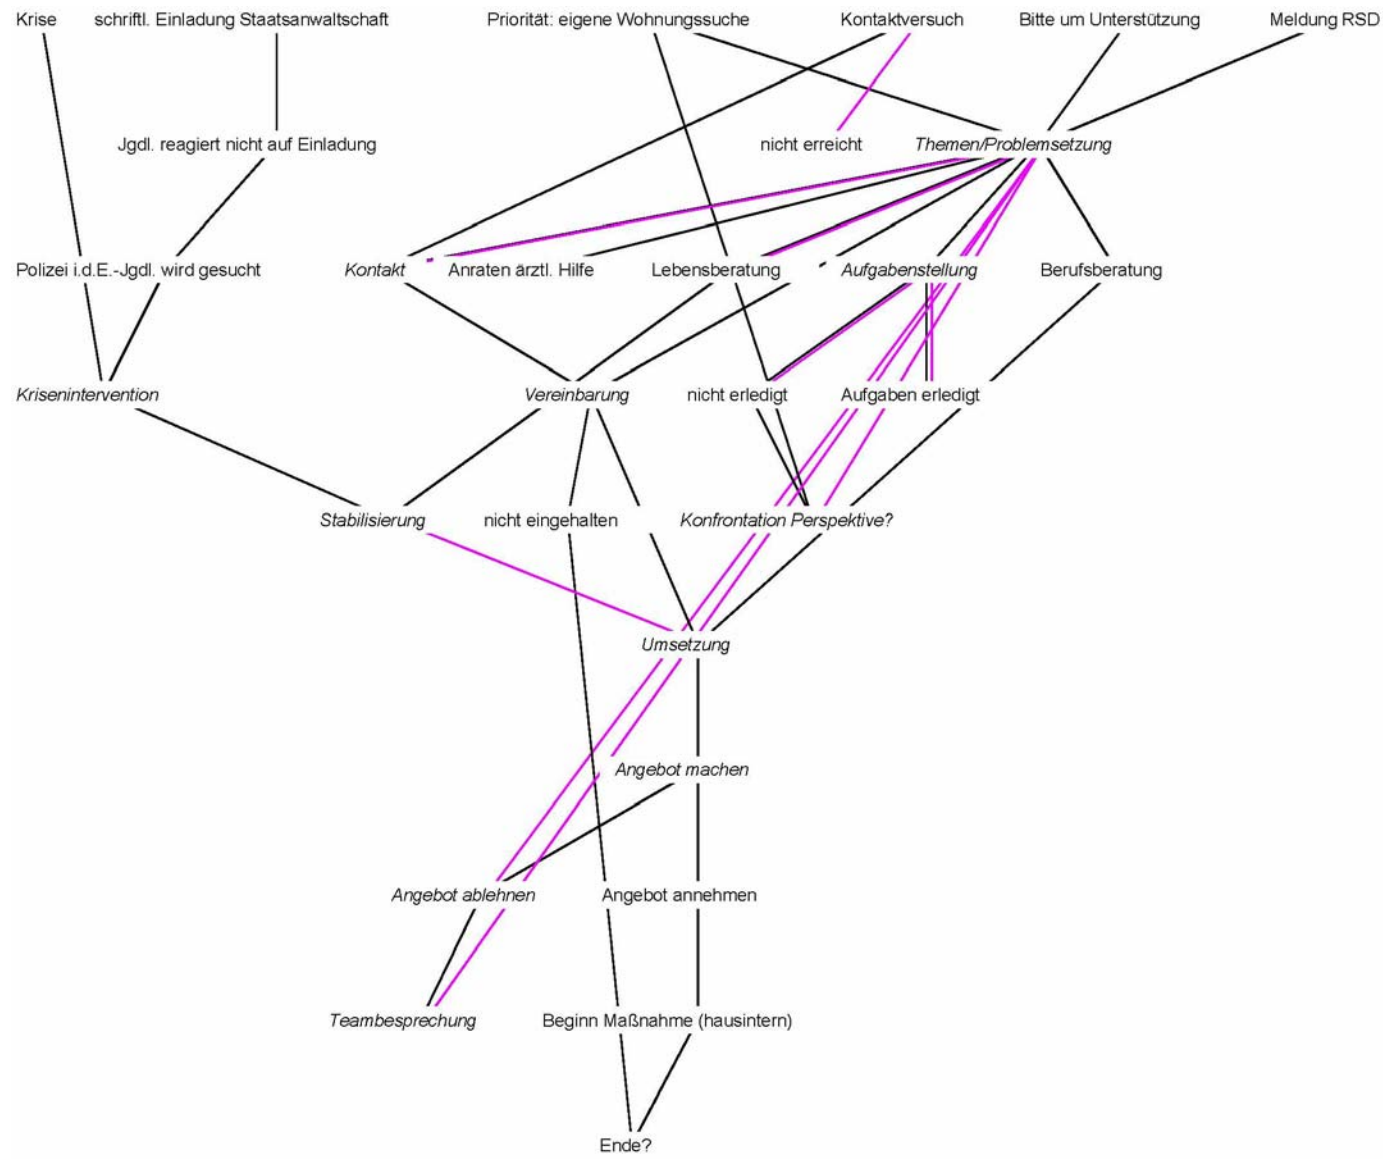 Krise
schriftl. Einladung Staatsanwaltschaft
Priorität: eigene Wohnungssuche
Kontaktversuch
Bitte um Unterstützung
Meldung RSD
Jgdl. reagiert nicht auf Einladung
nicht erreicht
Themen/Problemsetzung
Polizei i.d.E.-Jgdl. wird gesucht
Kontakt
Anraten ärztl. Hilfe
Lebensberatung
Aufgabenstellung
Berufsberatung
Krisenintervention
Vereinbarung
nicht erledigt
Aufgaben erledigt
Stabilisierung
nicht eingehalten
Konfrontation Perspektive?
Umsetzung
Angebot machen
Angebot ablehnen
Angebot annehmen
Teambesprechung
Beginn Maßnahme (hausintern)
Ende?